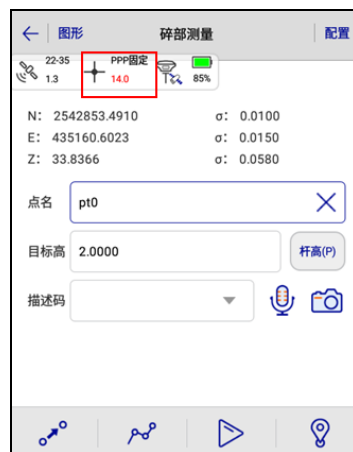 图形 碎部测量 配置
22-35 PPP固定
1.3 14.0 85%
N: 2542853.4910 σ: 0.0100
E: 435160.6023 σ: 0.0150
Z: 33.8366 σ: 0.0580
点名 pt0
目标高 2.0000 杆高(P)
描述码